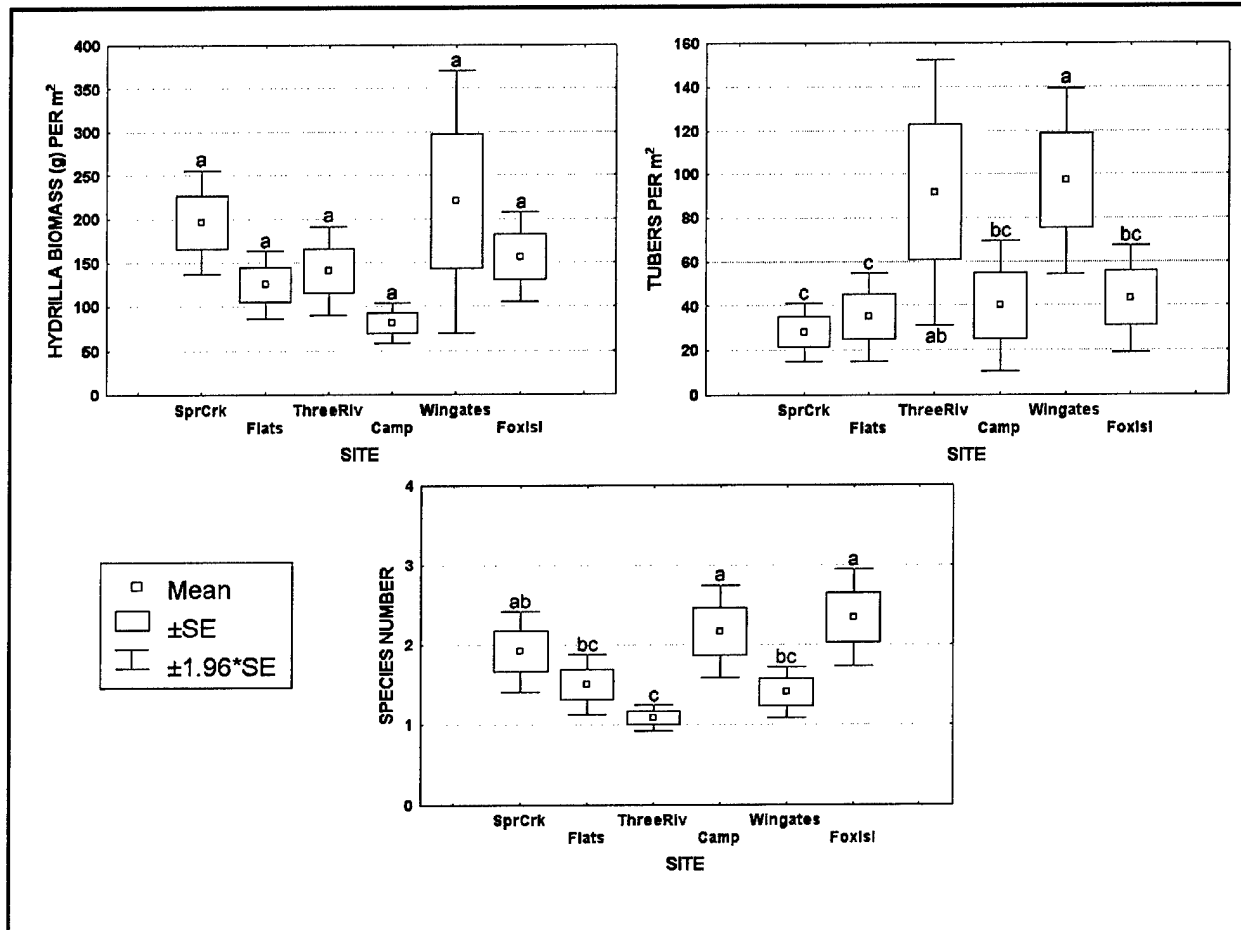 HYDRILLA BIOMASS (g) PER m²
400
350
300
250
200
150
100
50
0
a
a
a
a
a
a
SprCrk
Flats
ThreeRiv
Camp
Wingates
FoxIsl
SITE
TUBERS PER m²
160
140
120
100
80
60
40
20
0
c
c
ab
bc
a
bc
SprCrk
Flats
ThreeRiv
Camp
Wingates
FoxIsl
SITE
Mean
±SE
±1.96*SE
SPECIES NUMBER
4
3
2
1
0
ab
bc
c
a
bc
a
SprCrk
Flats
ThreeRiv
Camp
Wingates
FoxIsl
SITE